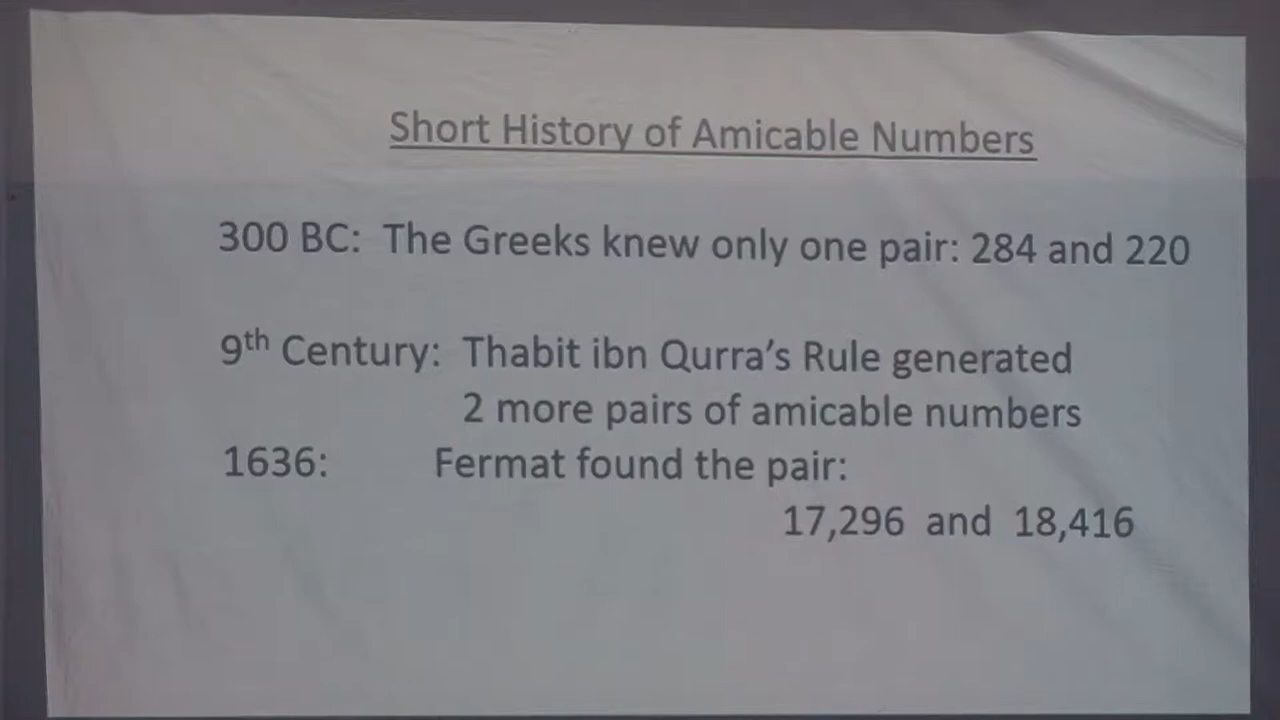 Short History of Amicable Numbers
300 BC: The Greeks knew only one pair: 284 and 220
9th Century: Thabit ibn Qurra's Rule generated
2 more pairs of amicable numbers
1636: Fermat found the pair:
17,296 and 18,416